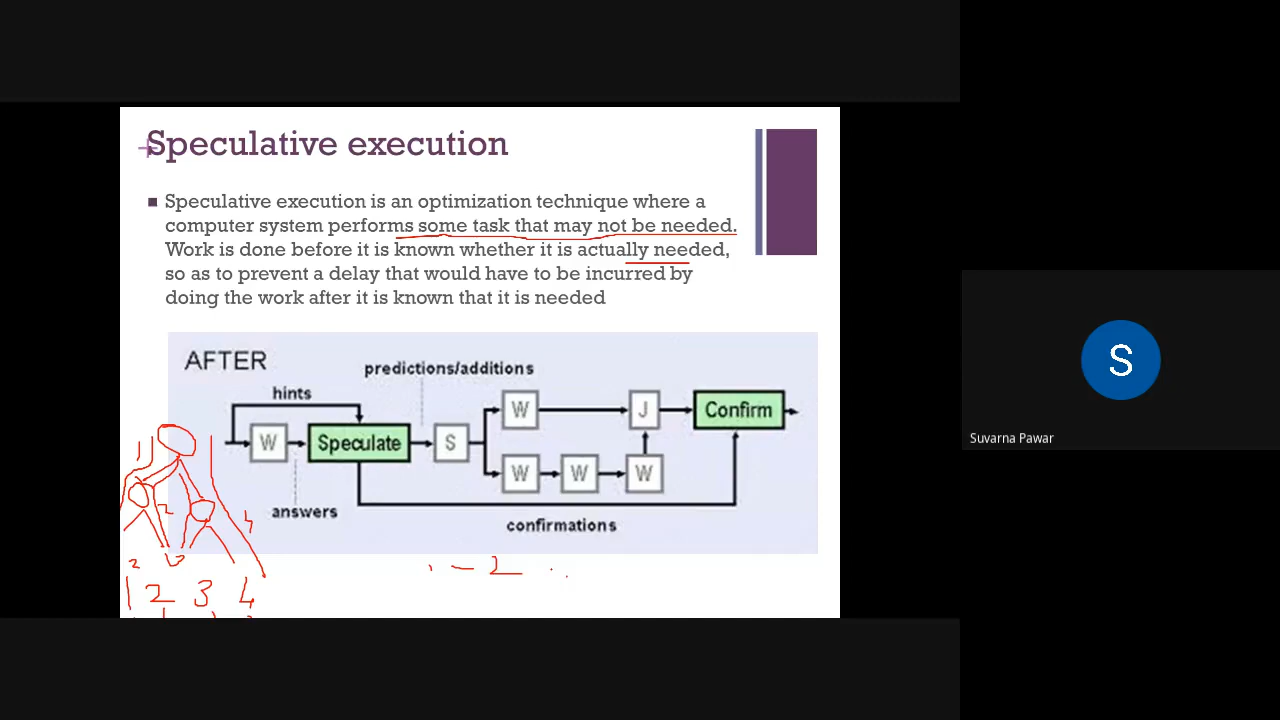 Speculative execution
Speculative execution is an optimization technique where a
computer system performs some task that may not be needed.
Work is done before it is known whether it is actually needed,
so as to prevent a delay that would have to be incurred by
doing the work after it is known that it is needed
AFTER
predictions/additions
hints
W
J
Confirm
W
Speculate
S
W
W
W
answers
confirmations
1 2 3 4
S
Suvarna Pawar